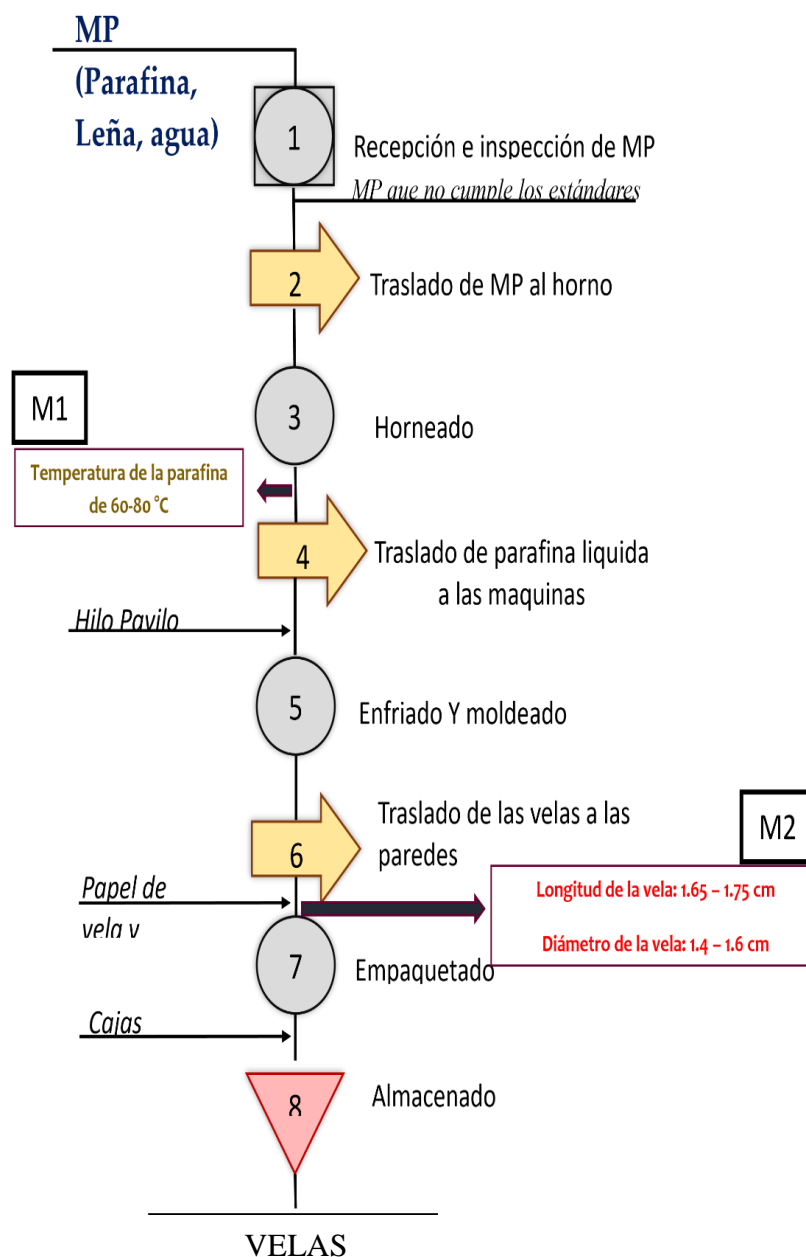 MP
(Parafina,
Leña, agua)
1
Recepción e inspección de MP
MP que no cumple los estándares
2
Traslado de MP al horno
M1
3
Horneado
Temperatura de la parafina
de 60-80 °C
4
Traslado de parafina liquida
a las maquinas
Hilo Pavilo
5
Enfriado Y moldeado
6
Traslado de las velas a las
paredes
M2
Papel de
vela y
Longitud de la vela: 1.65 – 1.75 cm
Diámetro de la vela: 1.4 – 1.6 cm
7
Empaquetado
Cajas
8
Almacenado
VELAS